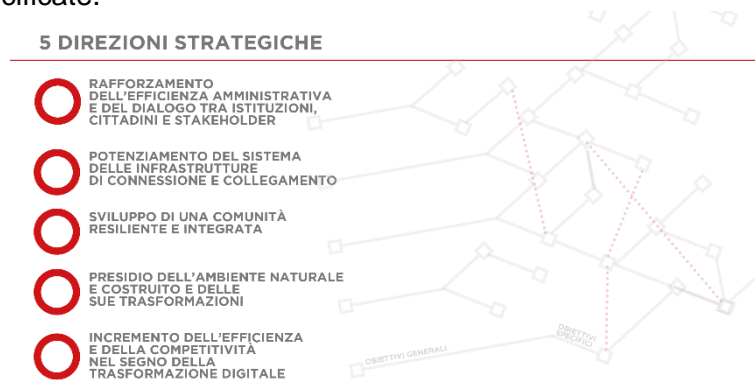 5 DIREZIONI STRATEGICHE
RAFFORZAMENTO
DELL'EFFICIENZA AMMINISTRATIVA
E DEL DIALOGO TRA ISTITUZIONI,
CITTADINI E STAKEHOLDER
POTENZIAMENTO DEL SISTEMA
DELLE INFRASTRUTTURE
DI CONNESSIONE E COLLEGAMENTO
SVILUPPO DI UNA COMUNITÀ
RESILIENTE E INTEGRATA
PRESIDIO DELL'AMBIENTE NATURALE
E COSTRUITO E DELLE
SUE TRASFORMAZIONI
INCREMENTO DELL'EFFICIENZA
E DELLA COMPETITIVITÀ
NEL SEGNO DELLA
TRASFORMAZIONE DIGITALE
OBIETTIVI GENERALI
OBIETTIVI
SPECIFICI